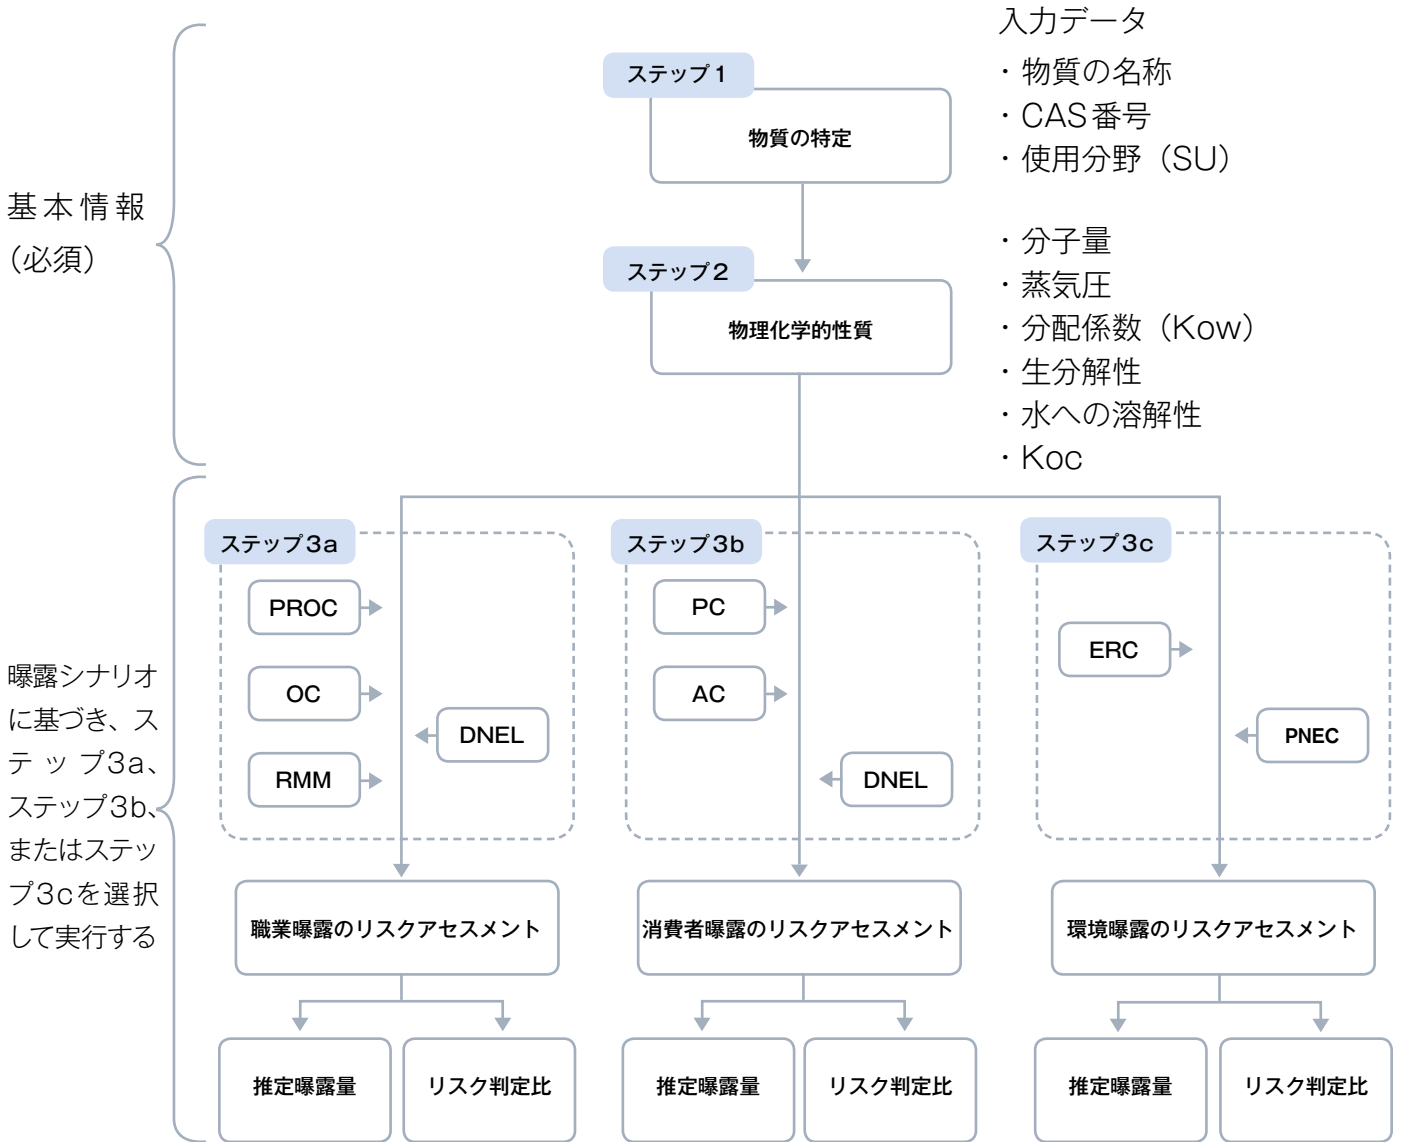 入力データ
・物質の名称
・CAS番号
・使用分野（SU）
ステップ1
物質の特定
基本情報
（必須）
ステップ2
物理化学的性質
・分子量
・蒸気圧
・分配係数（Kow）
・生分解性
・水への溶解性
・Koc
曝露シナリオ
に基づき、ス
テップ3a、
ステップ3b、
またはステッ
プ3cを選択
して実行する
ステップ3a
PROC
OC
RMM
DNEL
職業曝露のリスクアセスメント
推定曝露量
リスク判定比
ステップ3b
PC
AC
DNEL
消費者曝露のリスクアセスメント
推定曝露量
リスク判定比
ステップ3c
ERC
PNEC
環境曝露のリスクアセスメント
推定曝露量
リスク判定比